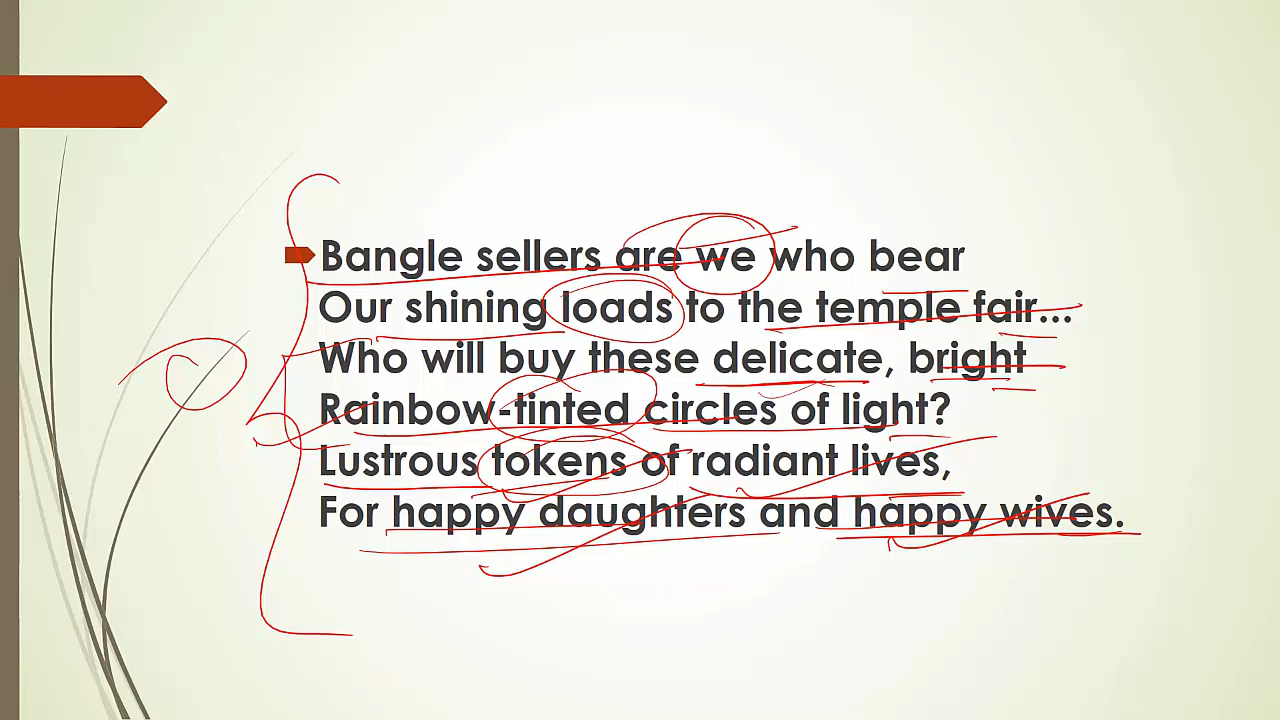 Bangle sellers are we who bear
Our shining loads to the temple fair...
Who will buy these delicate, bright
Rainbow-tinted circles of light?
Lustrous tokens of radiant lives,
For happy daughters and happy wives.